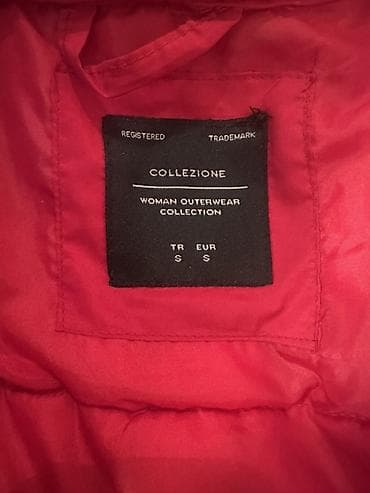 REGISTERED TRADEMARK
COLLEZIONE
WOMAN OUTERWEAR
COLLECTION
TR EUR
S S